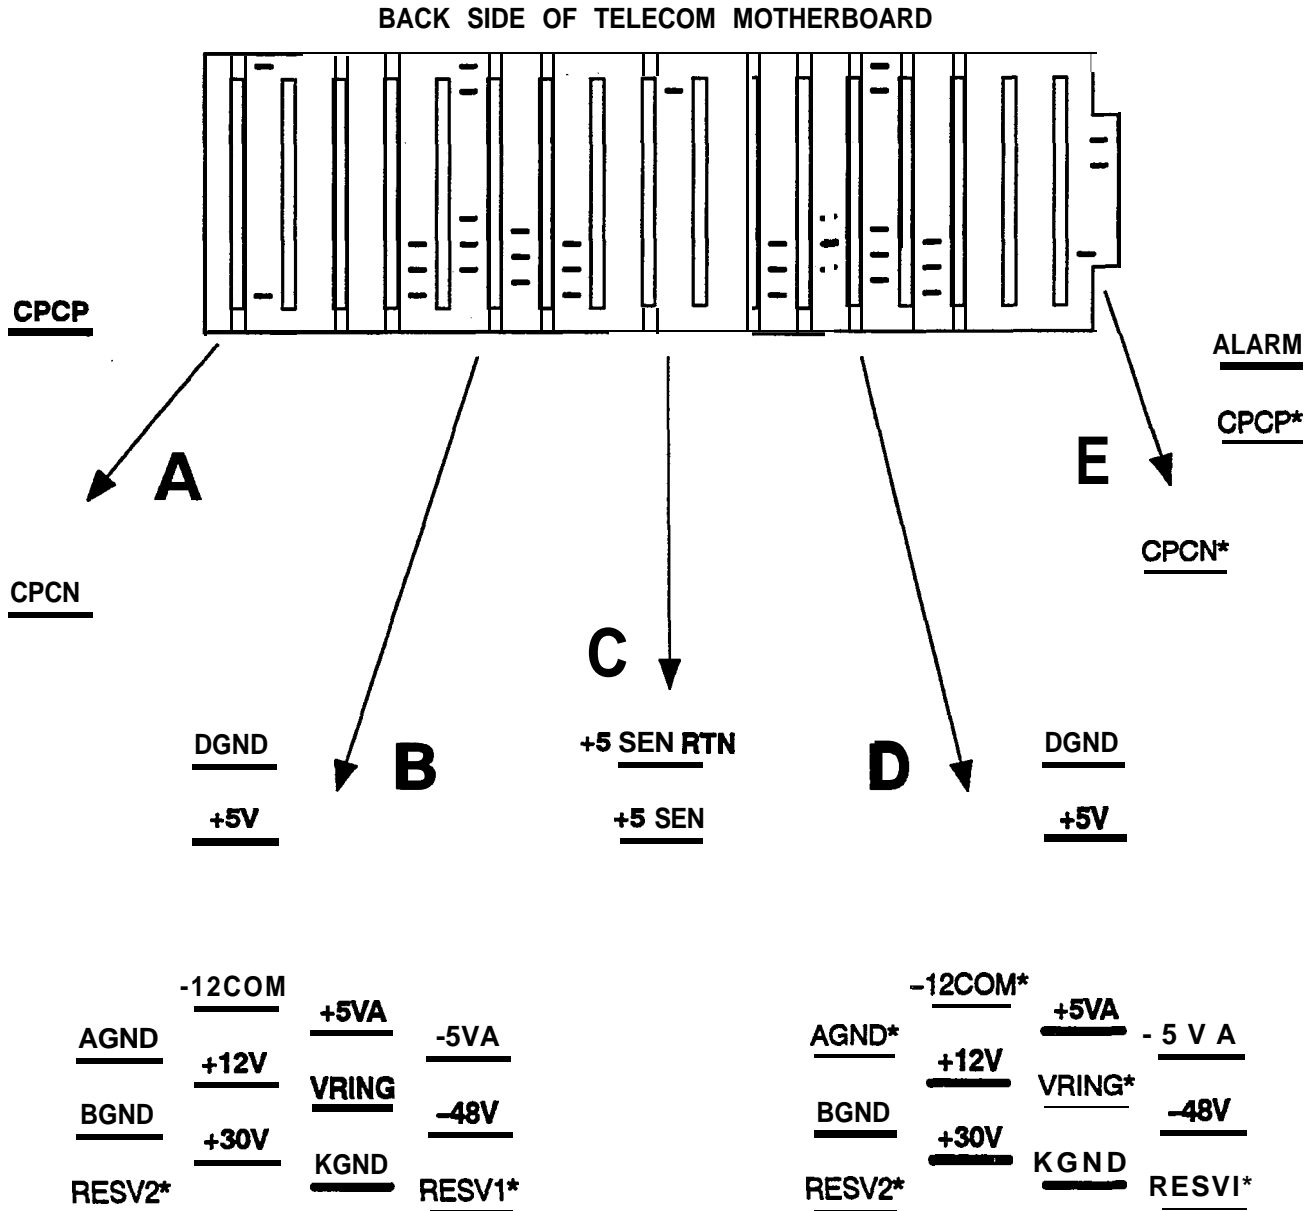 BACK SIDE OF TELECOM MOTHERBOARD
CPCP
ALARM
CPCP*
A
E
CPCN*
CPCN
C
DGND
B
+5 SEN RTN
D
DGND
+5V
+5 SEN
+5V
-12COM
+5VA
AGND
-5VA
+12V
VRING
BGND
-48V
+30V
KGND
RESV2*
RESV1*
-12COM*
+5VA
AGND*
- 5 V A
+12V
VRING*
BGND
-48V
+30V
KGND
RESV2*
RESVI*